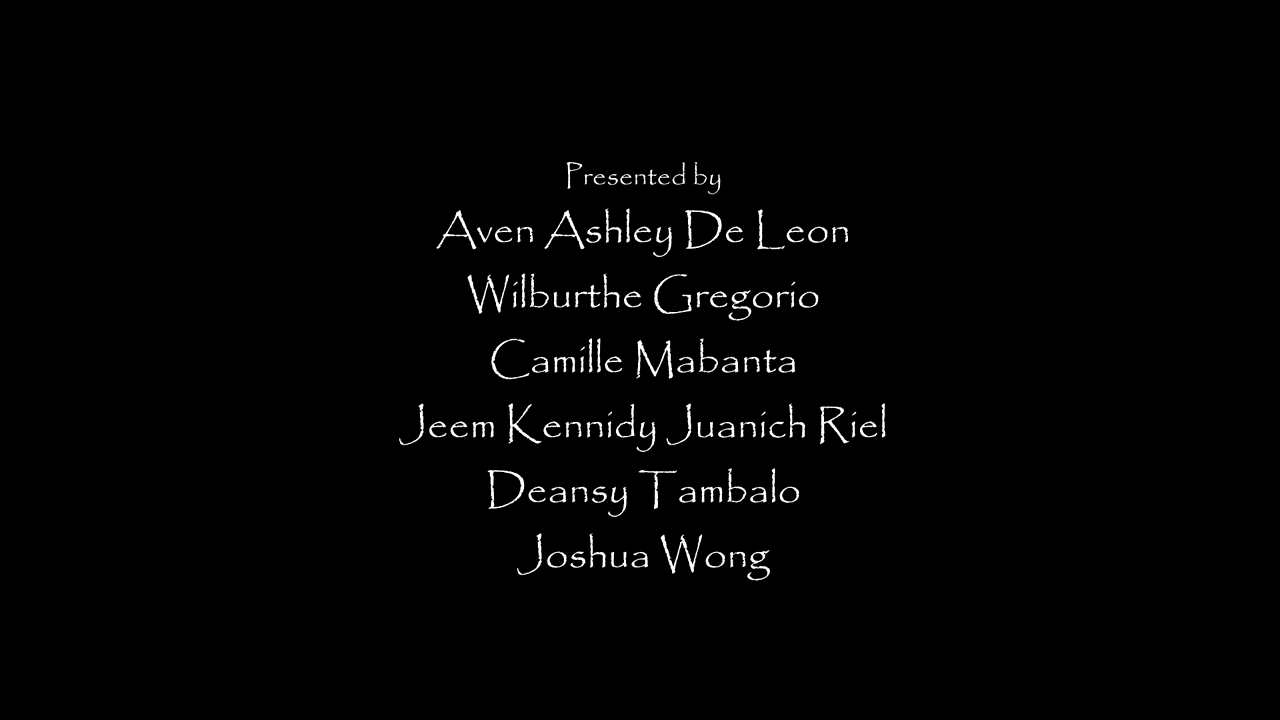 Presented by
Aven Ashley De Leon
Wilburthe Gregorio
Camille Mabanta
Jeem Kennidy Juanich Riel
Deansy Tambalo
Joshua Wong